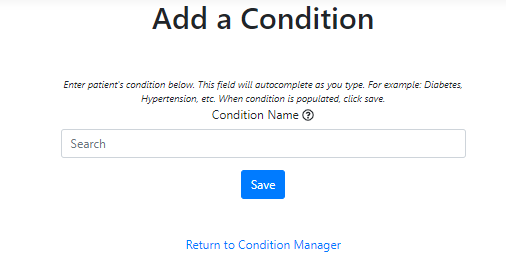 Add a Condition
Enter patient's condition below. This field will autocomplete as you type. For example: Diabetes,
Hypertension, etc. When condition is populated, click save.
Condition Name
Search
Save
Return to Condition Manager